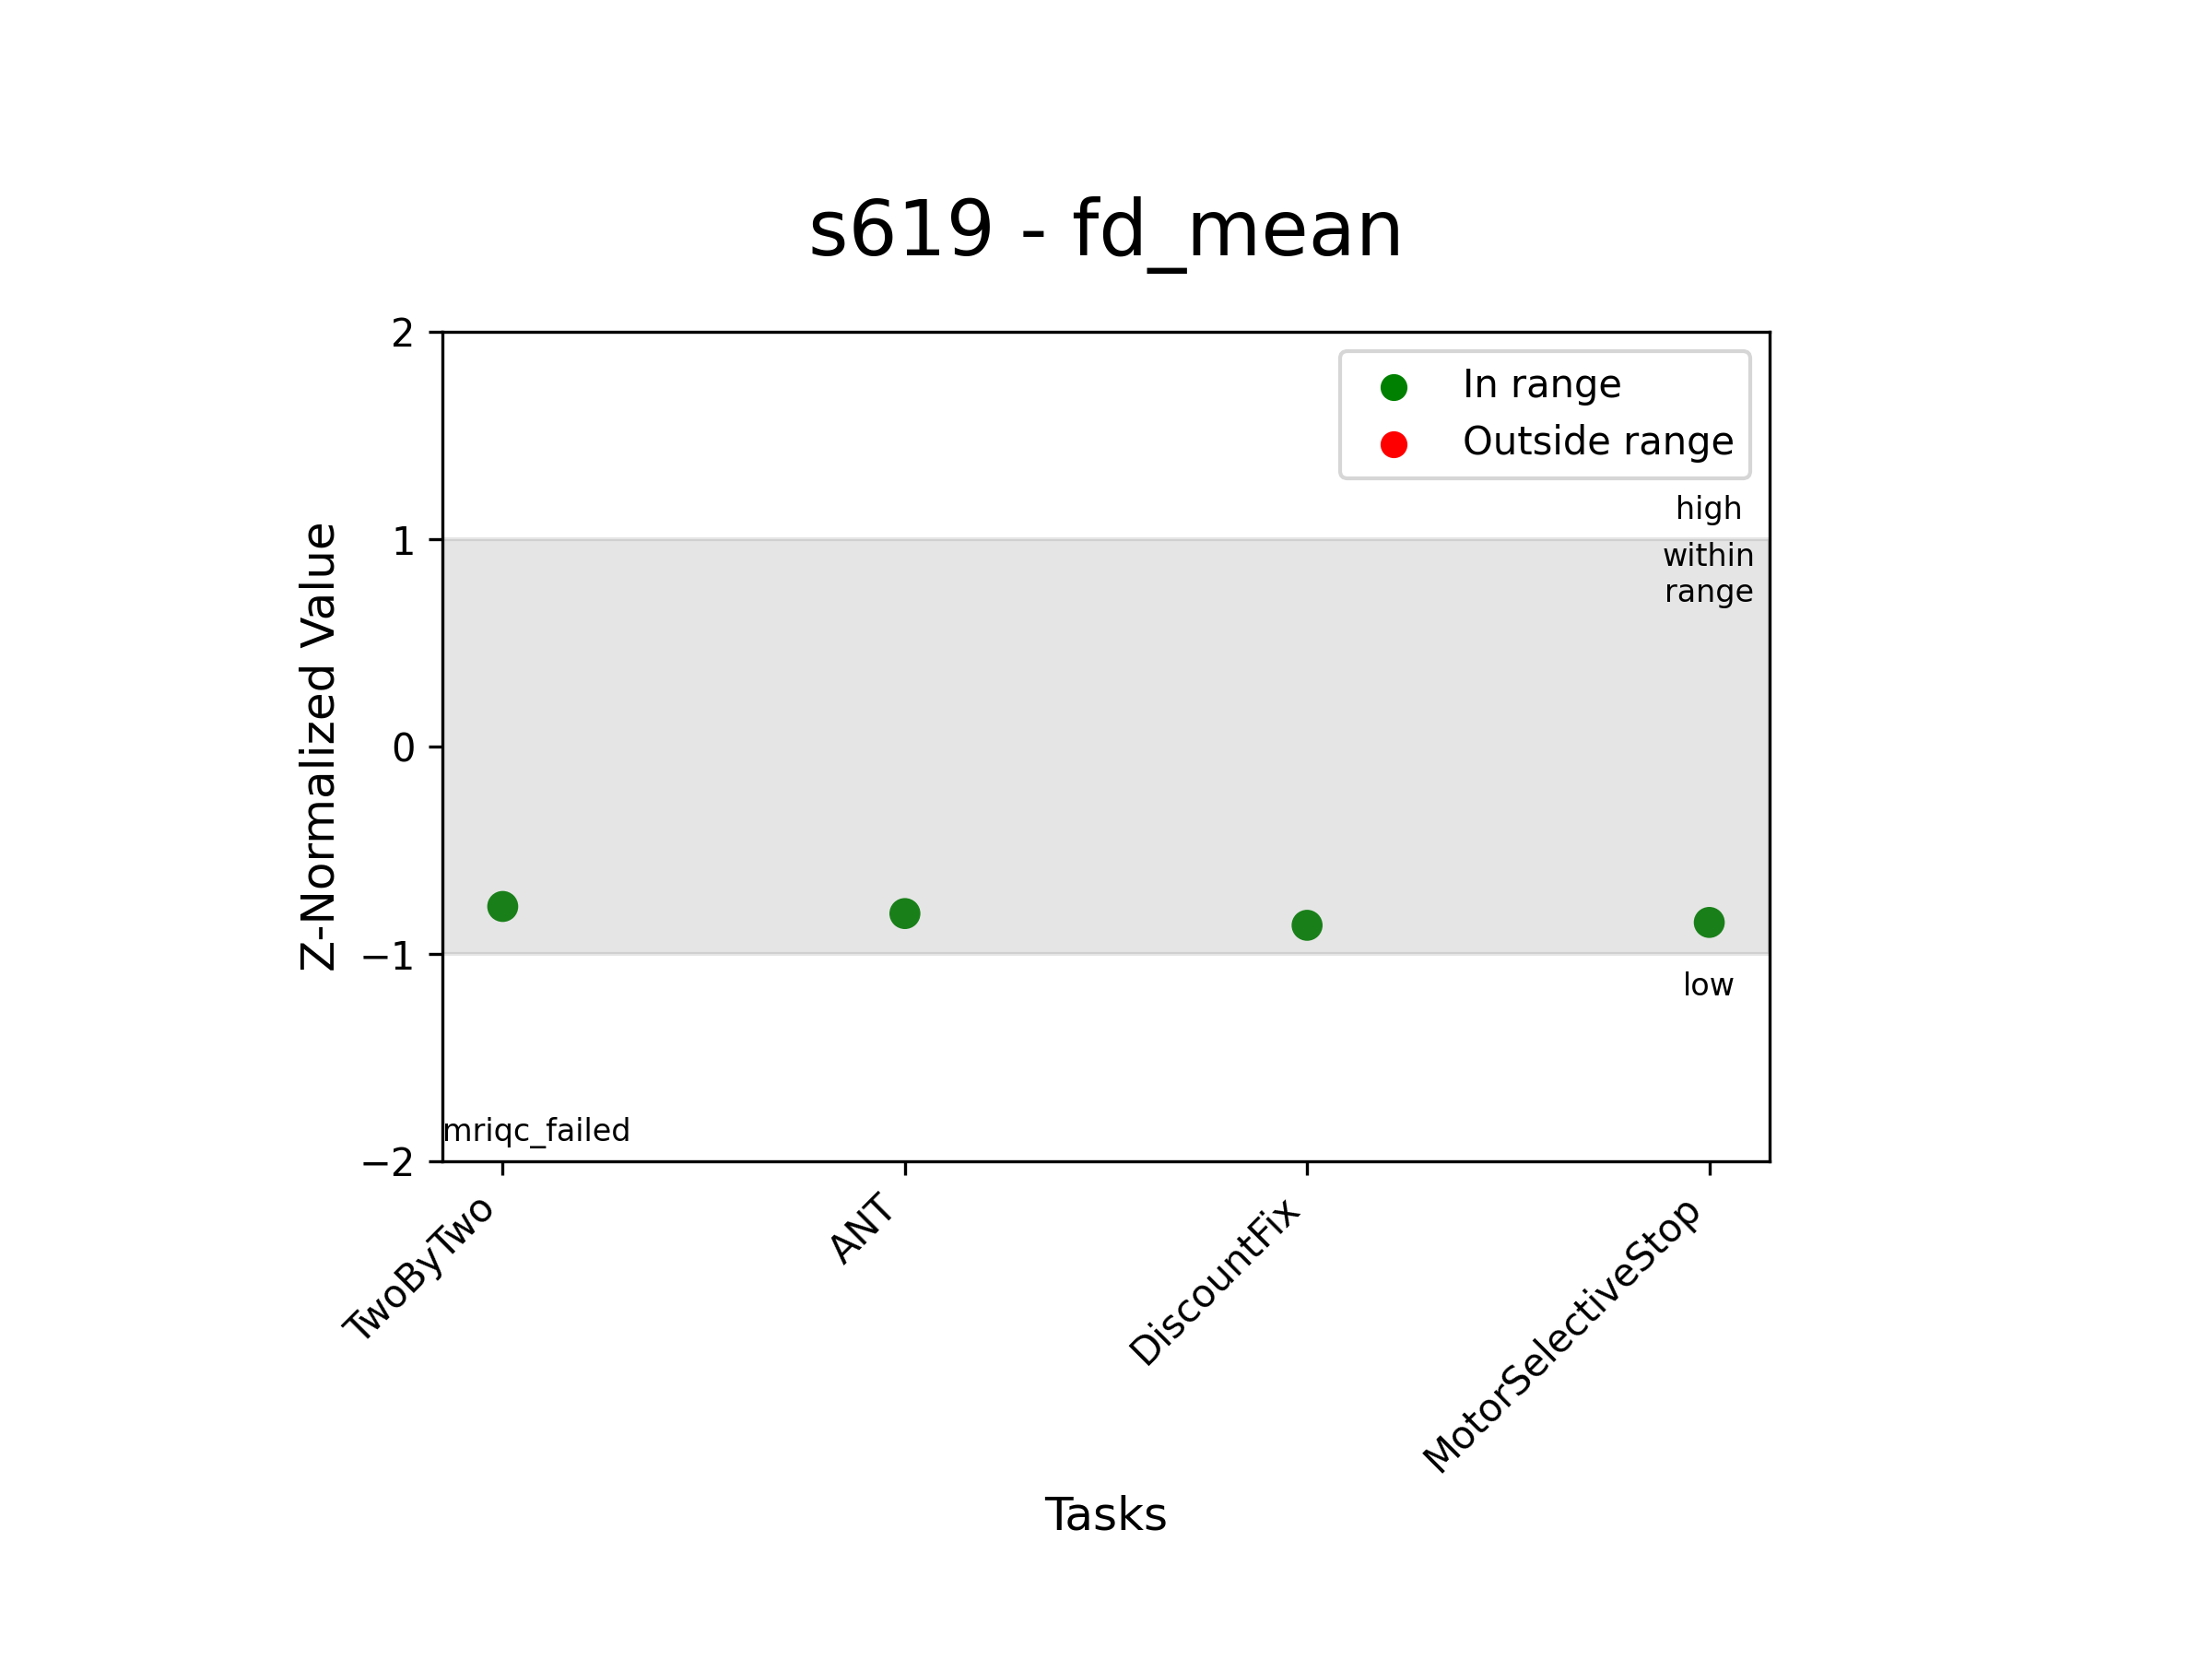 s619 - fd_mean
2
1
0
−1
−2
Z-Normalized Value
In range
Outside range
high
within
range
low
mriqc_failed
TwoByTwo
ANT
DiscountFix
MotorSelectiveStop
Tasks